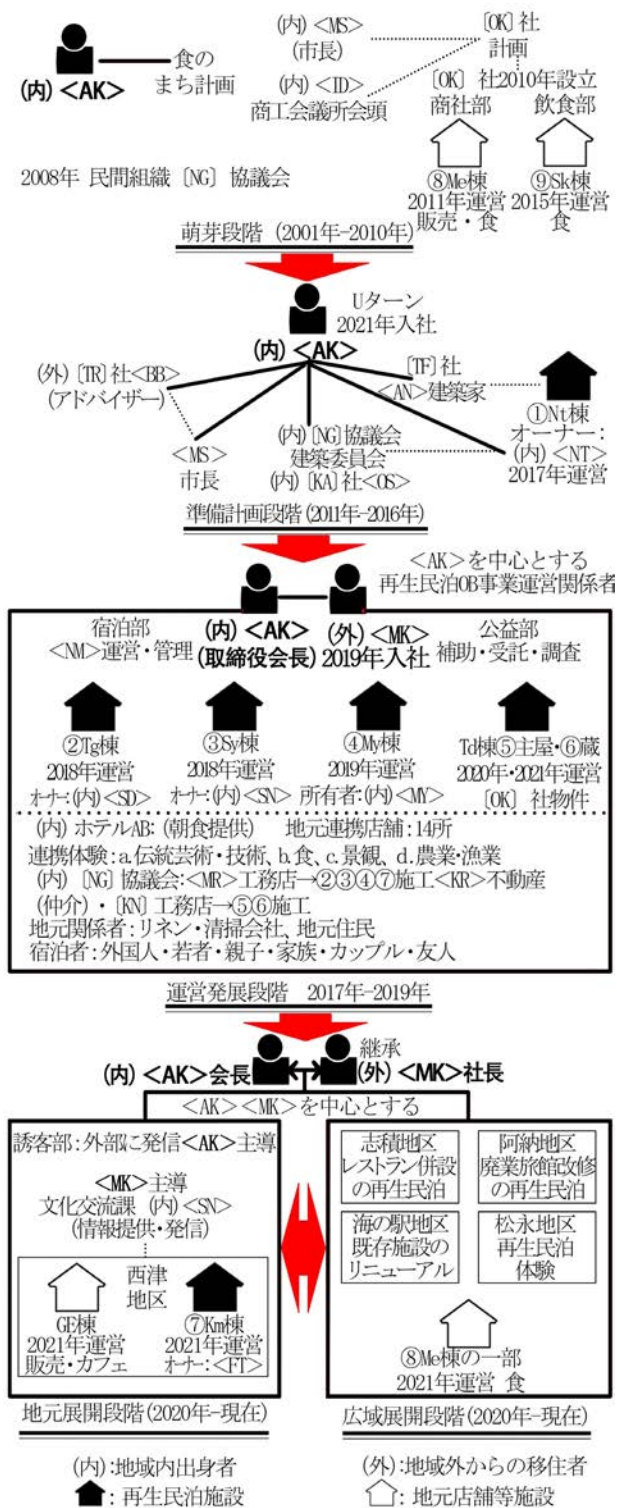 (内) <AK>
食の
まち計画
(内) <MS>
(市長)
(内) <ID>
商工会議所会頭
〔OK〕社
計画
〔OK〕社2010年設立
商社部 飲食部
⑧Me棟
2011年運営
販売・食
⑨Sk棟
2015年運営
食
2008年 民間組織〔NG〕協議会
萌芽段階 (2001年-2010年)
Uターン
2021年入社
(内) <AK>
(外)〔TR〕社<BB>
(アドバイザー)
<MS>
市長
(内)〔NG〕協議会
建築委員会
(内)〔KA〕社<OS>
〔TF〕社
<AN>建築家
①Nt棟
オーナー:
(内)<NT>
2017年運営
準備計画段階(2011年-2016年)
<AK>を中心とする
再生民泊OB事業運営関係者
宿泊部
<NM>運営・管理
(内) <AK>
(取締役会長)
(外) <MK>
2019年入社
公益部
補助・受託・調査
②Tg棟
2018年運営
オーナー:(内)<SD>
③Sy棟
2018年運営
オーナー:(内)<SN>
④My棟
2019年運営
所有者:(内)<MY>
Td棟⑤主屋・⑥蔵
2020年・2021年運営
〔OK〕社物件
(内) ホテルAB:(朝食提供) 地元連携店舗:14所
連携体験:a.伝統芸術・技術、b.食、c.景観、d.農業・漁業
(内)〔NG〕協議会:<MR>工務店→②③④⑦施工<KR>不動産
(仲介)・〔KN〕工務店→⑤⑥施工
地元関係者:リネン・清掃会社、地元住民
宿泊者:外国人・若者・親子・家族・カップル・友人
運営発展段階 2017年-2019年
(内) <AK>会長
継承
(外) <MK>社長
<AK><MK>を中心とする
誘客部:外部に発信<AK>主導
<MK>主導
文化交流課 (内)<SN>
(情報提供・発信)
西津
地区
GE棟
2021年運営
販売・カフェ
⑦Km棟
2021年運営
オーナー:<FT>
志積地区
レストラン併設
の再生民泊
阿納地区
廃業旅館改修
の再生民泊
海の駅地区
既存施設の
リニューアル
松永地区
再生民泊
体験
⑧Me棟の一部
2021年運営 食
地元展開段階(2020年-現在)
広域展開段階(2020年-現在)
(内):地域内出身者
(外):地域外からの移住者
:再生民泊施設
:地元店舗等施設